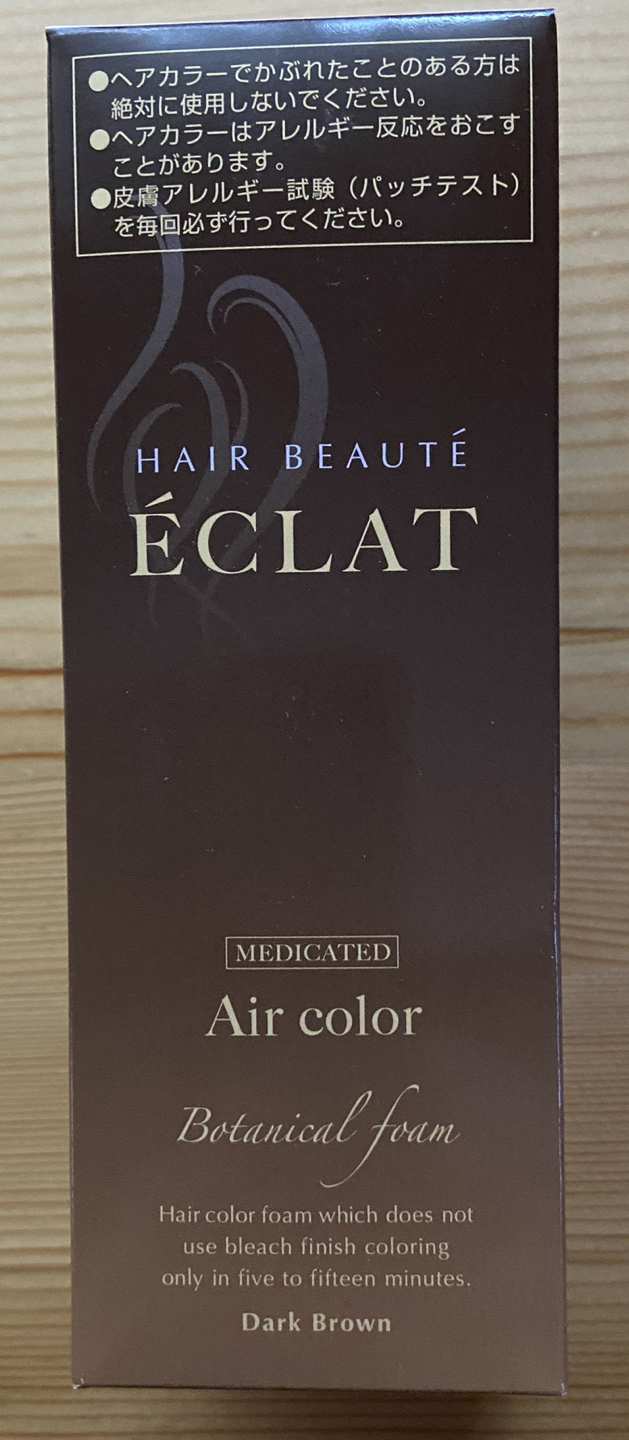 ●ヘアカラーでかぶれたことのある方は
絶対に使用しないでください。
●ヘアカラーはアレルギー反応をおこす
ことがあります。
●皮膚アレルギー試験（パッチテスト）
を毎回必ず行ってください。
HAIR BEAUTÉ
ÉCLAT
MEDICATED
Air color
Botanical foam
Hair color foam which does not
use bleach finish coloring
only in five to fifteen minutes.
Dark Brown